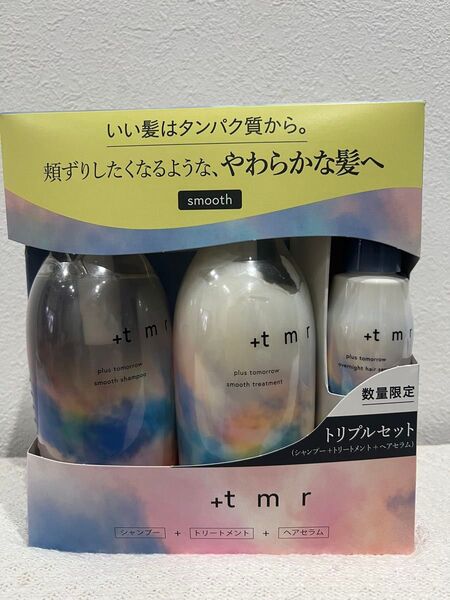 いい髪はタンパク質から。
頬ずりしたくなるような、やわらかな髪へ
smooth
+t m r
plus tomorrow
smooth shampoo
+t m r
plus tomorrow
smooth treatment
+t m r
plus tomorrow
overnight hair
数量限定
トリプルセット
(シャンプー+トリートメント+ヘアセラム)
+t m r
シャンプー + トリートメント + ヘアセラム